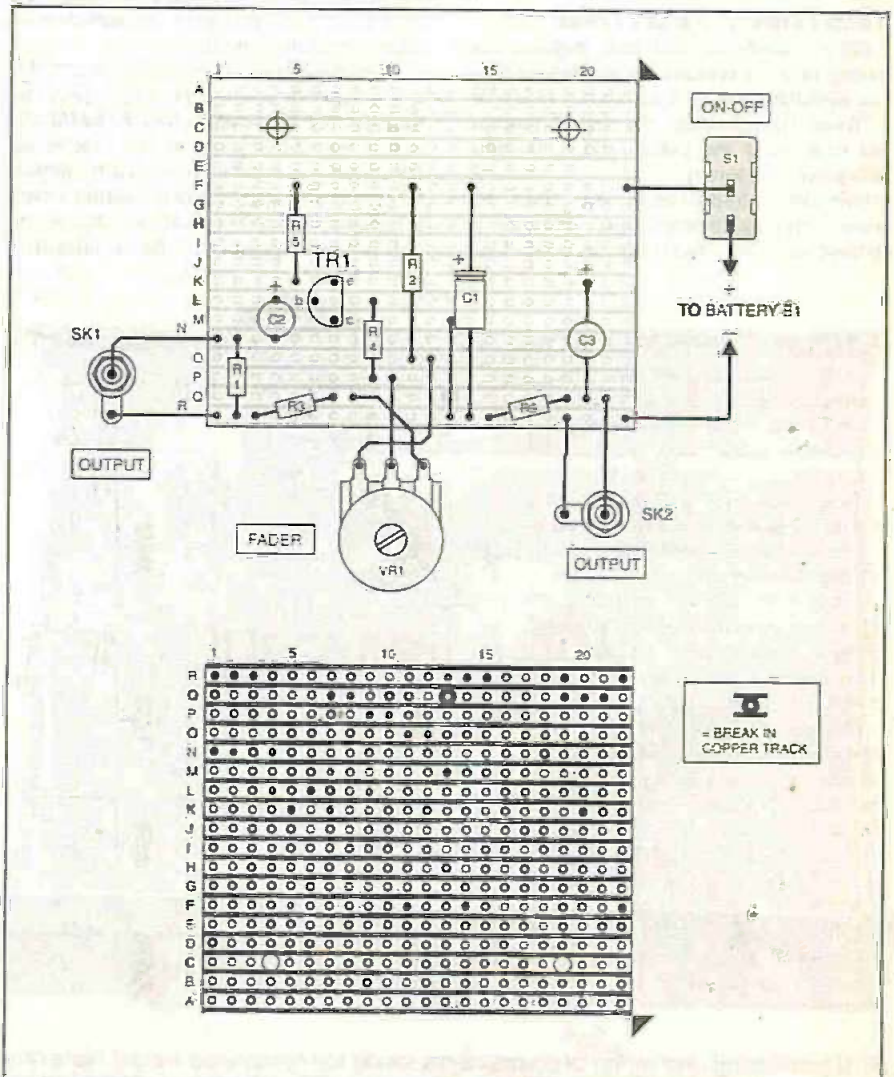 1 5 10 15 20
A
B
C
D
E
F
G
H
I
J
K
L
M
N
O
P
Q
R
ON-OFF
S1
R5
TR1
e
b
c
R2
+
C1
+
C2
+
C3
R4
+
TO BATTERY B1
−
SK1
R1
R3
R6
OUTPUT
FADER
VR1
SK2
OUTPUT
1 5 10 15 20
R
Q
P
O
N
M
L
K
J
I
H
G
F
E
D
C
B
A
= BREAK IN
COPPER TRACK